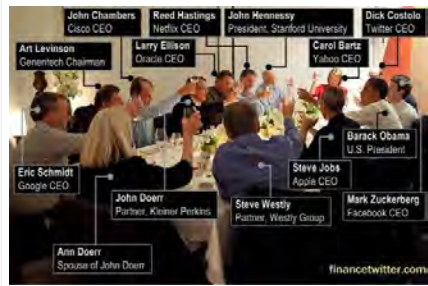 John Chambers
Cisco CEO
Reed Hastings
Netflix CEO
John Hennessy
President, Stanford University
Dick Costolo
Twitter CEO
Art Levinson
Genentech Chairman
Larry Ellison
Oracle CEO
Carol Bartz
Yahoo CEO
Barack Obama
U.S. President
Eric Schmidt
Google CEO
Steve Jobs
Apple CEO
John Doerr
Partner, Kleiner Perkins
Steve Westly
Partner, Westly Group
Mark Zuckerberg
Facebook CEO
Ann Doerr
Spouse of John Doerr
financetwitter.com